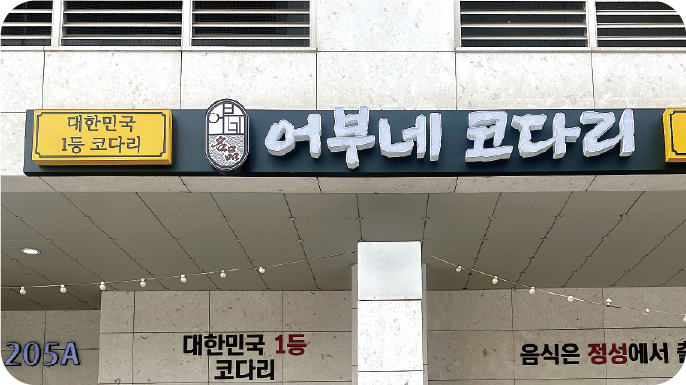 대한민국
1등 코다리
어부네 코다리
205A
대한민국 1등
코다리
음식은 정성에서